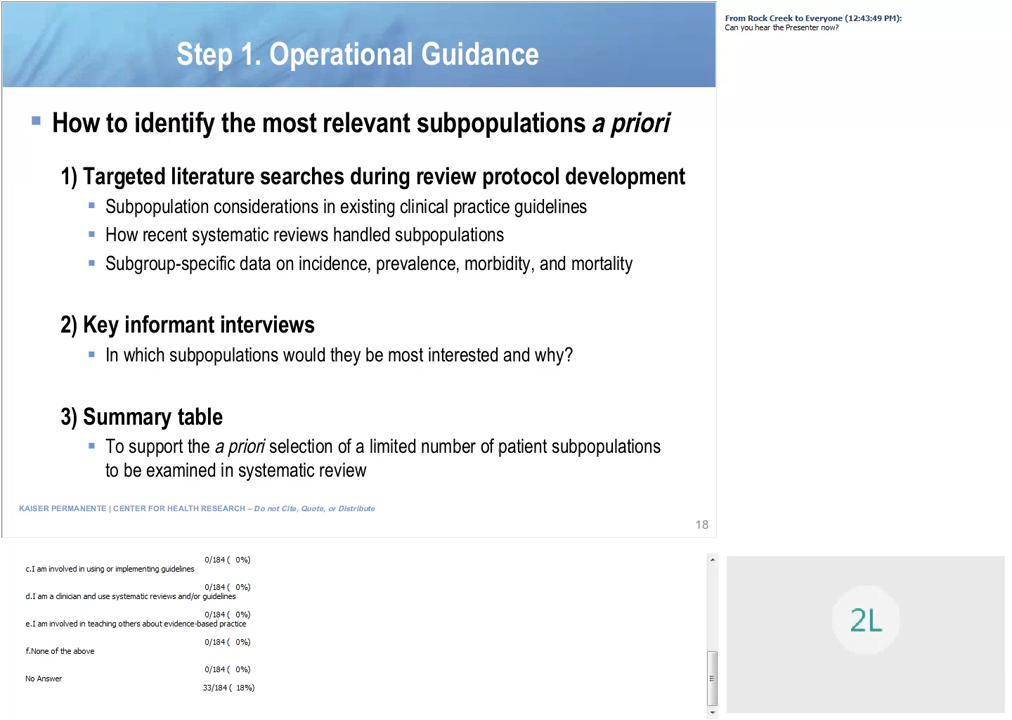 Step 1. Operational Guidance
How to identify the most relevant subpopulations a priori
1) Targeted literature searches during review protocol development
Subpopulation considerations in existing clinical practice guidelines
How recent systematic reviews handled subpopulations
Subgroup-specific data on incidence, prevalence, morbidity, and mortality
2) Key informant interviews
In which subpopulations would they be most interested and why?
3) Summary table
To support the a priori selection of a limited number of patient subpopulations
to be examined in systematic review
KAISER PERMANENTE | CENTER FOR HEALTH RESEARCH – Do not Cite, Quote, or Distribute
18
From Rock Creek to Everyone (12:43:49 PM):
Can you hear the Presenter now?
0/184 ( 0%)
c.I am involved in using or implementing guidelines
0/184 ( 0%)
d.I am a clinician and use systematic reviews and/or guidelines
0/184 ( 0%)
e.I am involved in teaching others about evidence-based practice
0/184 ( 0%)
f.None of the above
0/184 ( 0%)
No Answer
33/184 ( 18%)
2L